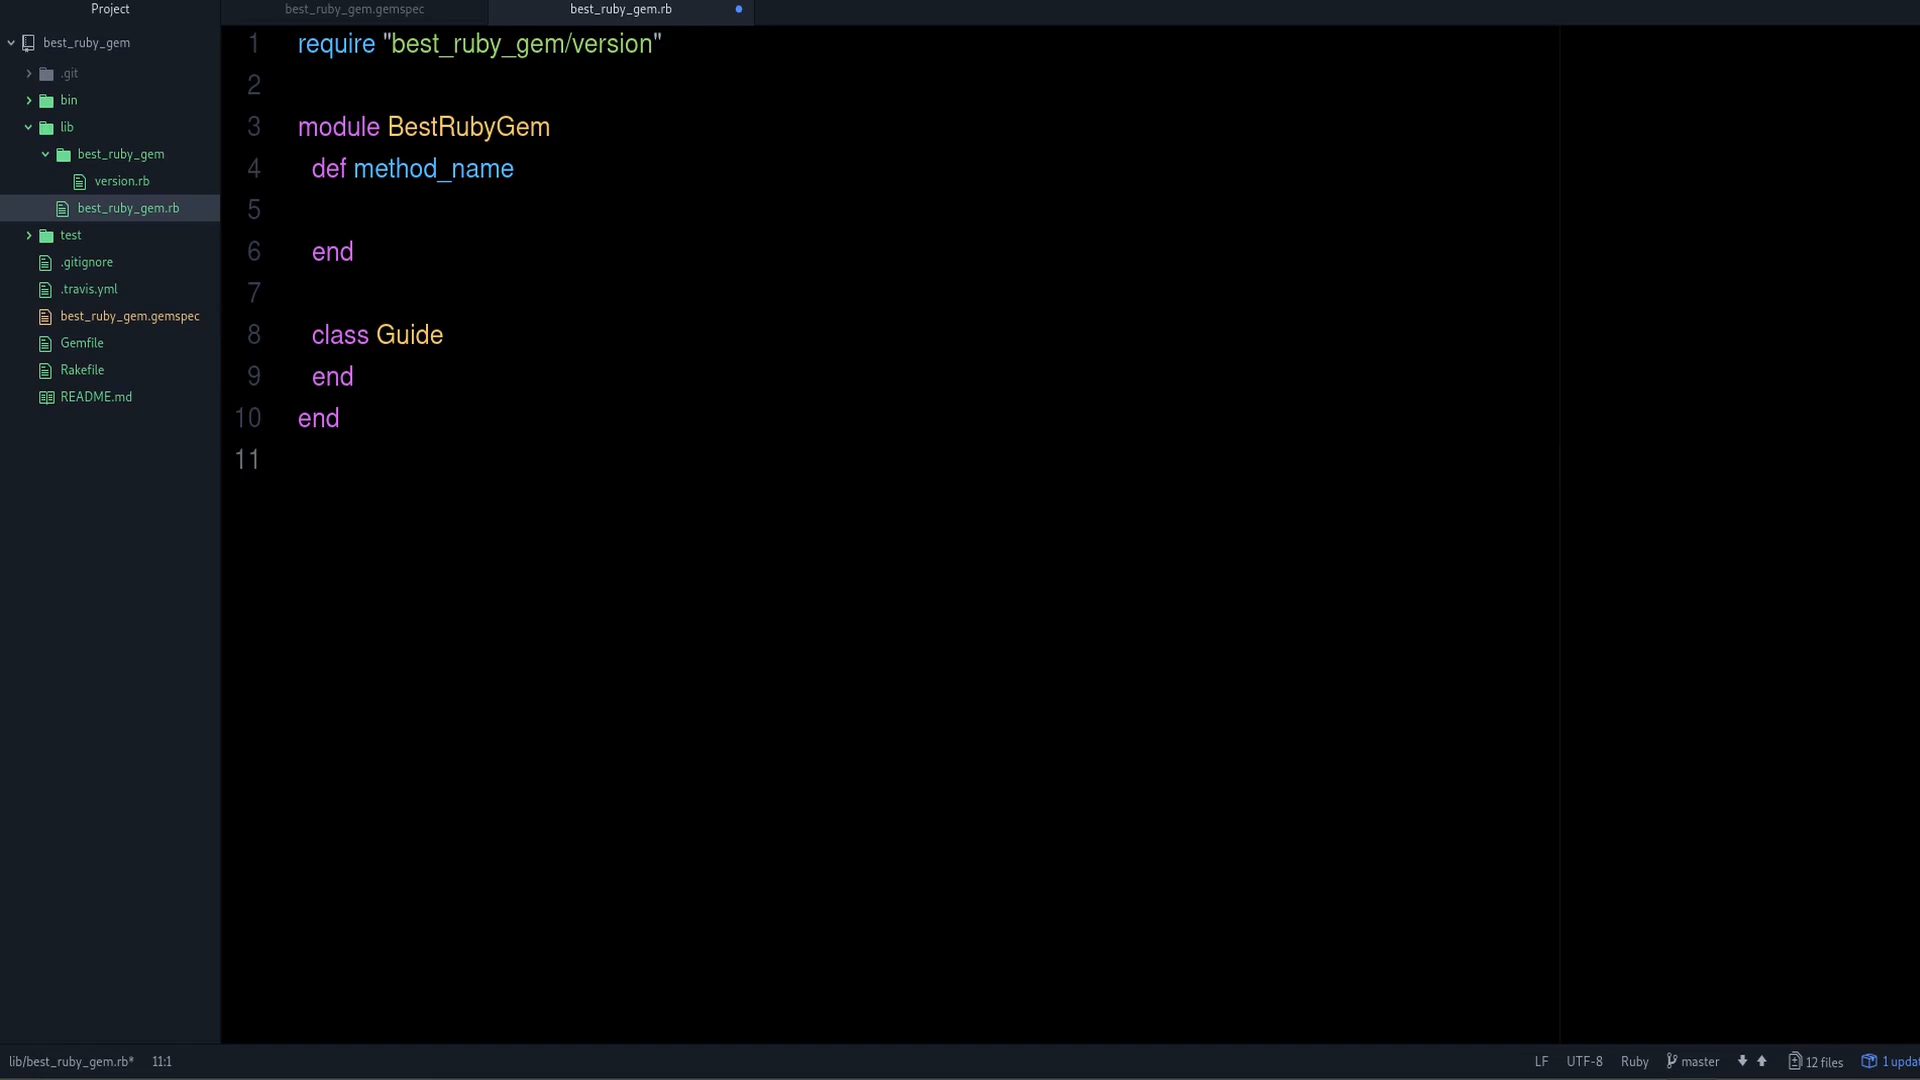 Project
best_ruby_gem
.git
bin
lib
best_ruby_gem
version.rb
best_ruby_gem.rb
test
.gitignore
.travis.yml
best_ruby_gem.gemspec
Gemfile
Rakefile
README.md
best_ruby_gem.gemspec
best_ruby_gem.rb
1 require "best_ruby_gem/version"
2
3 module BestRubyGem
4 def method_name
5
6 end
7
8 class Guide
9 end
10 end
11
lib/best_ruby_gem.rb* 11:1
LF UTF-8 Ruby master 12 files 1 updat